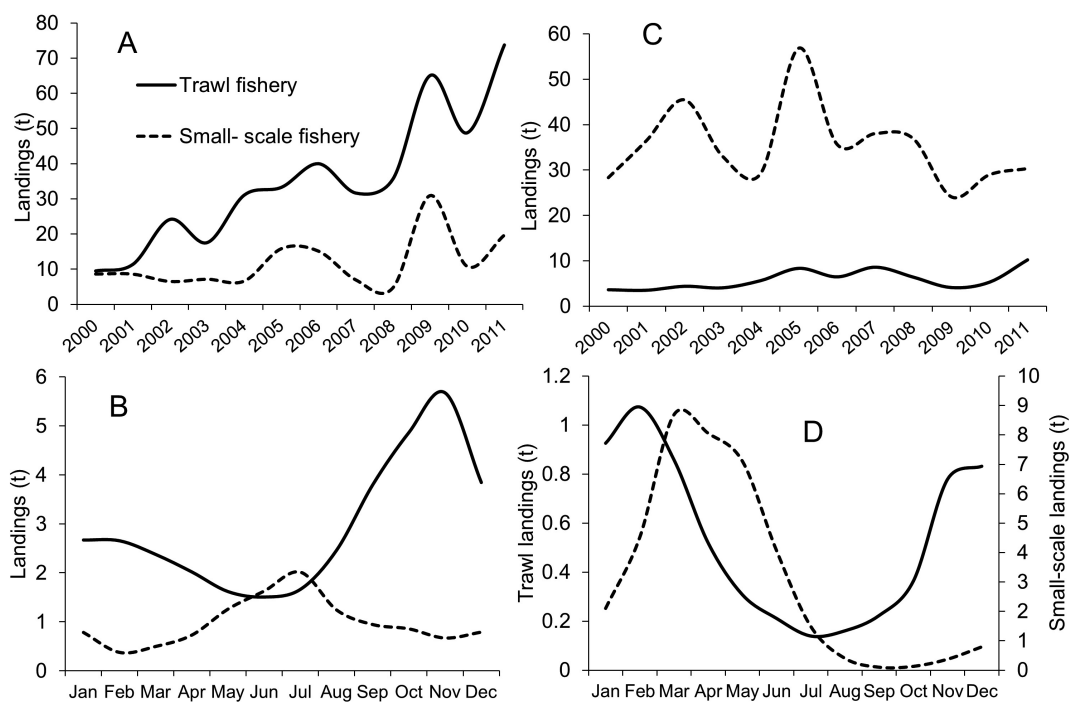 A
Trawl fishery
Small- scale fishery
Landings (t)
80
70
60
50
40
30
20
10
0
2000 2001 2002 2003 2004 2005 2006 2007 2008 2009 2010 2011
C
Landings (t)
60
50
40
30
20
10
0
2000 2001 2002 2003 2004 2005 2006 2007 2008 2009 2010 2011
B
Landings (t)
6
5
4
3
2
1
0
Jan Feb Mar Apr May Jun Jul Aug Sep Oct Nov Dec
D
Trawl landings (t)
1.2
1
0.8
0.6
0.4
0.2
0
Jan Feb Mar Apr May Jun Jul Aug Sep Oct Nov Dec
10
9
8
7
6
5
4
3
2
1
0
Small-scale landings (t)